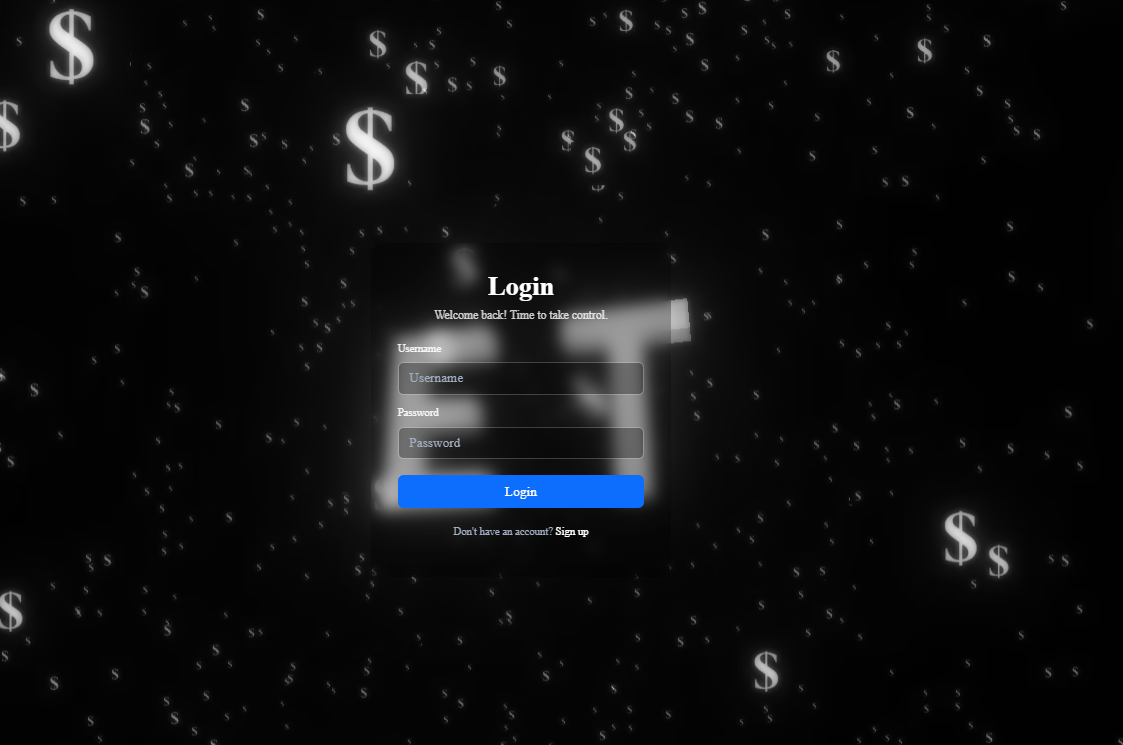 Login
Welcome back! Time to take control.
E T
Username
Username
Password
Password
Login
Don't have an account? Sign up